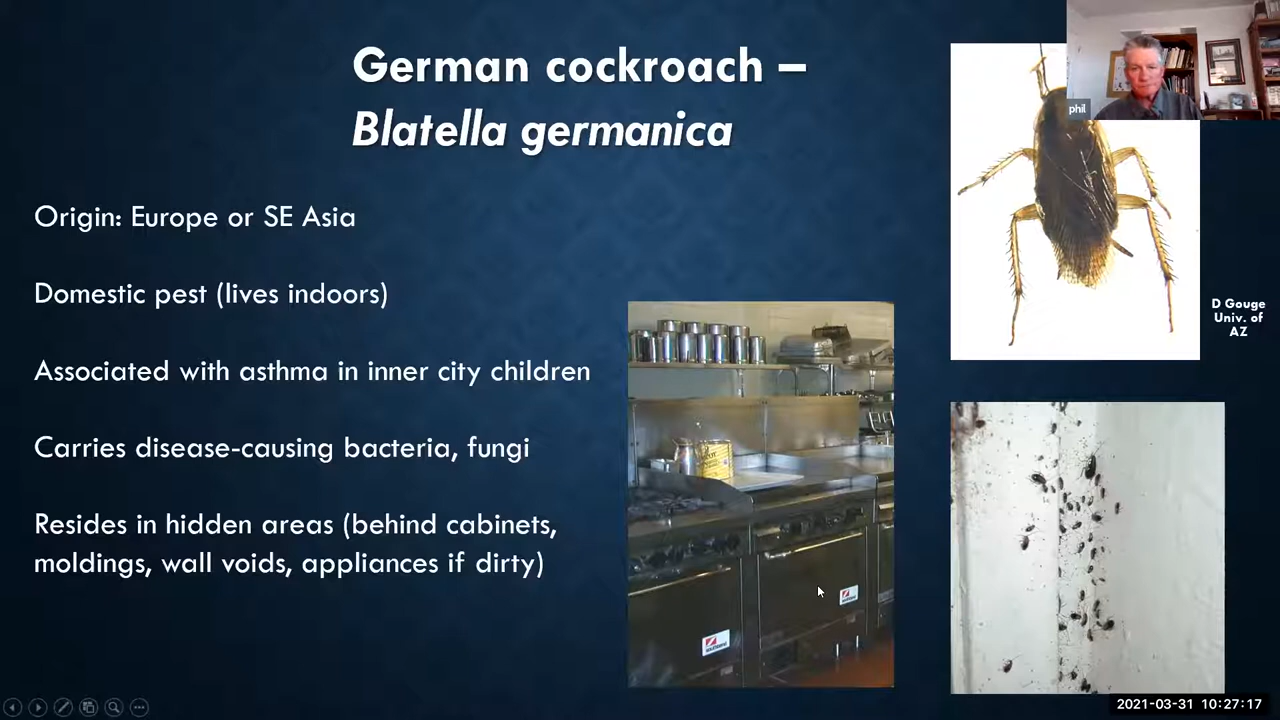 German cockroach –
Blatella germanica
phil
Origin: Europe or SE Asia
Domestic pest (lives indoors)
Associated with asthma in inner city children
Carries disease-causing bacteria, fungi
Resides in hidden areas (behind cabinets,
moldings, wall voids, appliances if dirty)
D Gouge
Univ. of
AZ
2021-03-31 10:27:17